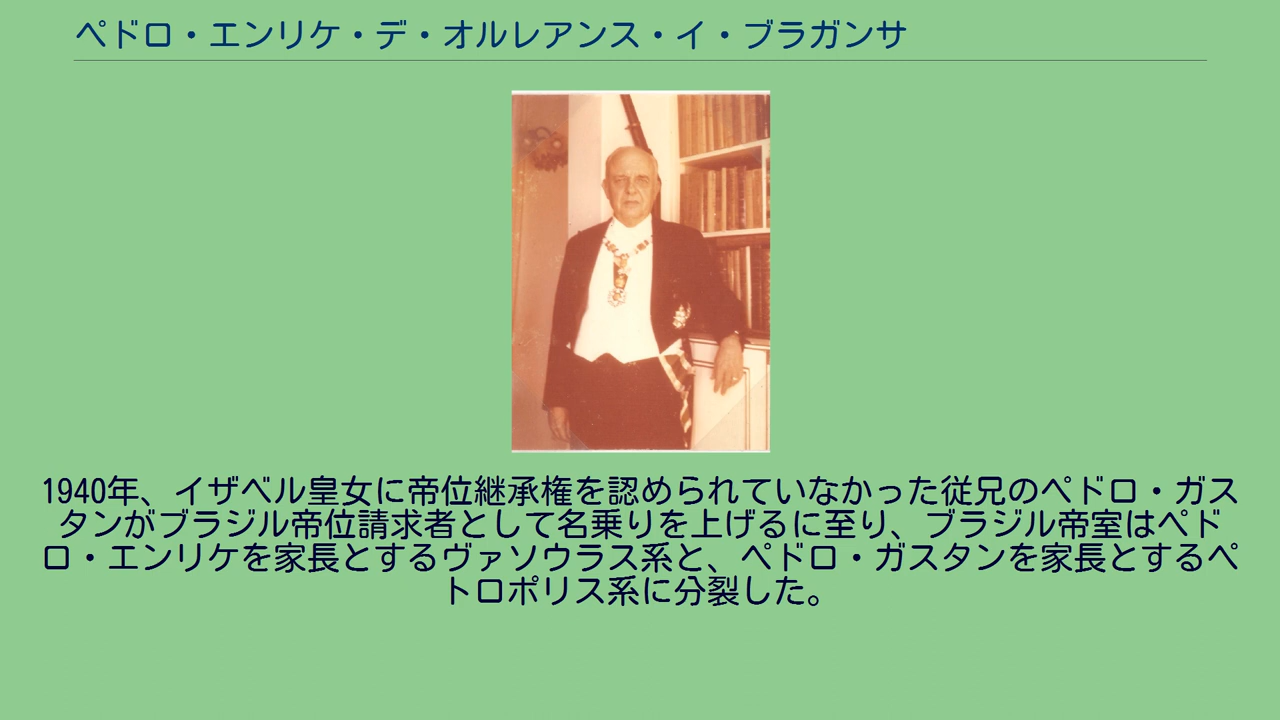 ペドロ・エンリケ・デ・オルレアンス・イ・ブラガンサ
1940年、イザベル皇女に帝位継承権を認められていなかった従兄のペドロ・ガス
タンがブラジル帝位請求者として名乗りを上げるに至り、ブラジル帝室はペド
ロ・エンリケを家長とするヴァソウラス系と、ペドロ・ガスタンを家長とするペ
トロポリス系に分裂した。